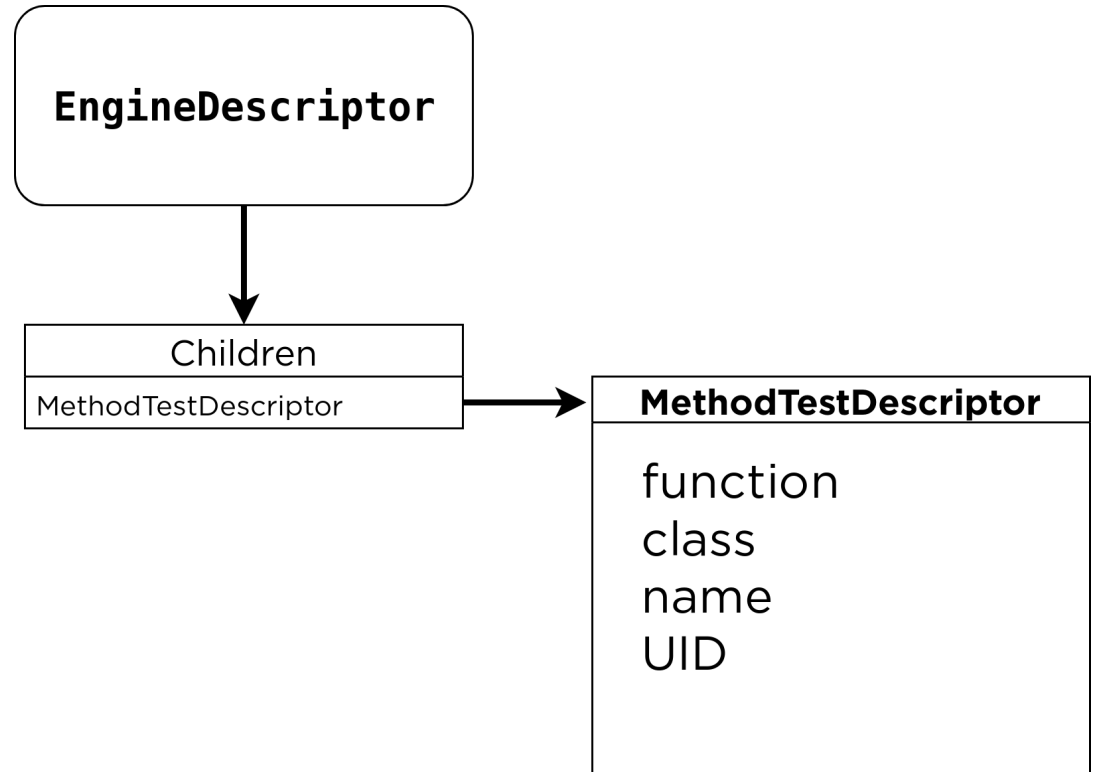 EngineDescriptor
Children
MethodTestDescriptor
MethodTestDescriptor
function
class
name
UID